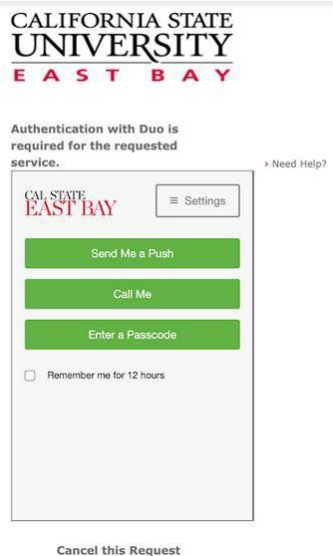 CALIFORNIA STATE
UNIVERSITY
EAST BAY
Authentication with Duo is
required for the requested
service.
› Need Help?
CAL STATE
EAST BAY
≡ Settings
Send Me a Push
Call Me
Enter a Passcode
Remember me for 12 hours
Cancel this Request